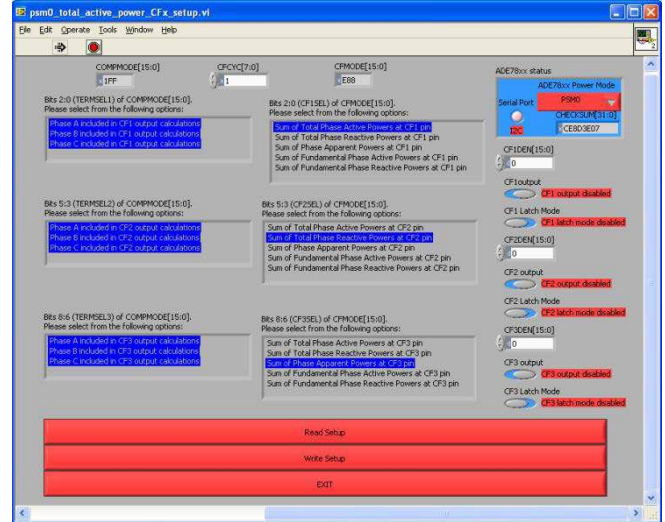 psm0_total_active_power_CFx_setup.vi
File Edit Operate Tools Window Help
2
COMPMODE[15:0]
1FF
CFCYC[7:0]
1
CFMODE[15:0]
E88
ADE78xx status
ADE78xx Power Mode
Serial Port
PSM0
I2C
CHECKSUM[31:0]
CE8D3E07
Bits 2:0 (TERMSEL1) of COMPMODE[15:0].
Please select from the following options:
Phase A included in CF1 output calculations
Phase B included in CF1 output calculations
Phase C included in CF1 output calculations
Bits 2:0 (CF1SEL) of CFMODE[15:0].
Please select from the following options:
Sum of Total Phase Active Powers at CF1 pin
Sum of Total Phase Reactive Powers at CF1 pin
Sum of Phase Apparent Powers at CF1 pin
Sum of Fundamental Phase Active Powers at CF1 pin
Sum of Fundamental Phase Reactive Powers at CF1 pin
CF1DEN[15:0]
0
CF1output
CF1 output disabled
CF1 Latch Mode
CF1 latch mode disabled
Bits 5:3 (TERMSEL2) of COMPMODE[15:0].
Please select from the following options:
Phase A included in CF2 output calculations
Phase B included in CF2 output calculations
Phase C included in CF2 output calculations
Bits 5:3 (CF2SEL) of CFMODE[15:0].
Please select from the following options:
Sum of Total Phase Active Powers at CF2 pin
Sum of Total Phase Reactive Powers at CF2 pin
Sum of Phase Apparent Powers at CF2 pin
Sum of Fundamental Phase Active Powers at CF2 pin
Sum of Fundamental Phase Reactive Powers at CF2 pin
CF2DEN[15:0]
0
CF2 output
CF2 output disabled
CF2 Latch Mode
CF2 latch mode disabled
Bits 8:6 (TERMSEL3) of COMPMODE[15:0].
Please select from the following options:
Phase A included in CF3 output calculations
Phase B included in CF3 output calculations
Phase C included in CF3 output calculations
Bits 8:6 (CF3SEL) of CFMODE[15:0].
Please select from the following options:
Sum of Total Phase Active Powers at CF3 pin
Sum of Total Phase Reactive Powers at CF3 pin
Sum of Phase Apparent Powers at CF3 pin
Sum of Fundamental Phase Active Powers at CF3 pin
Sum of Fundamental Phase Reactive Powers at CF3 pin
CF3DEN[15:0]
0
CF3 output
CF3 output disabled
CF3 Latch Mode
CF3 latch mode disabled
Read Setup
Write Setup
EXIT